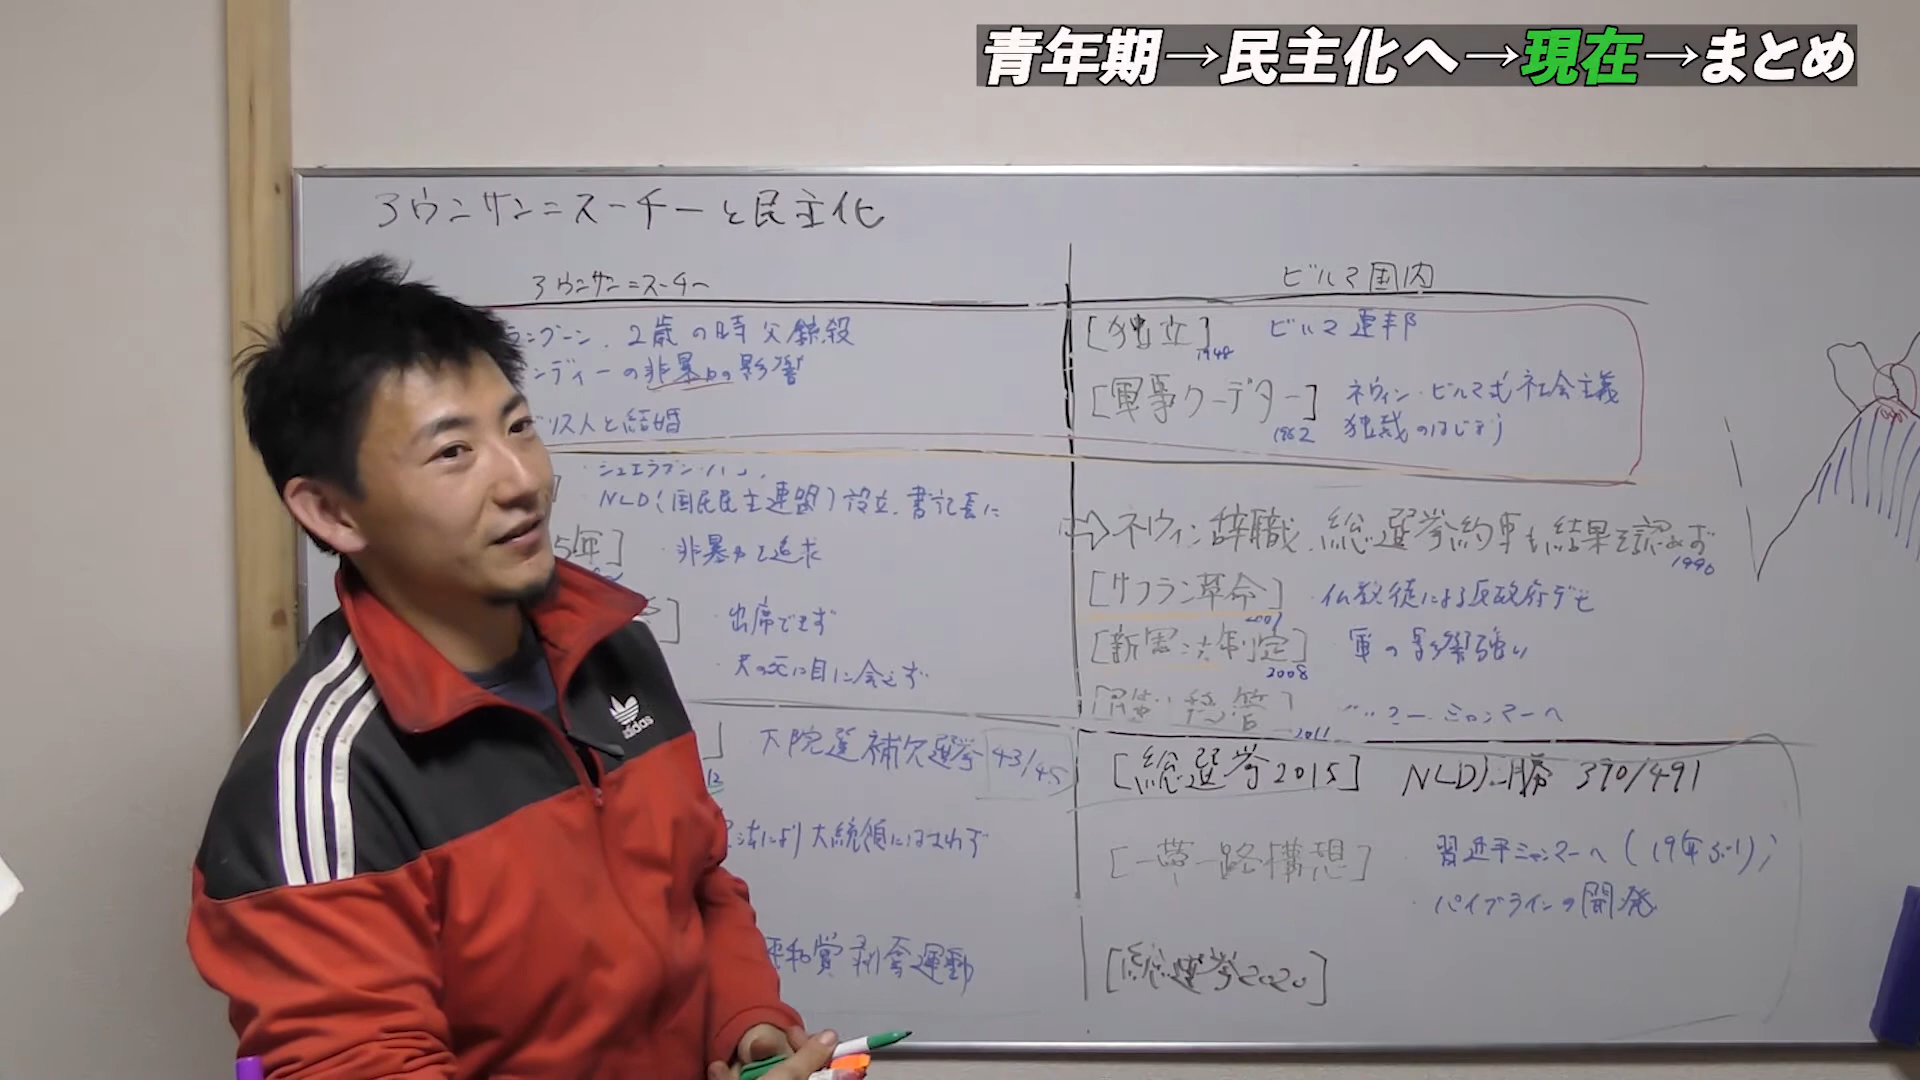 青年期→民主化へ→現在→まとめ
アウンサンニスーチーと民主化
アウンサンニスーチー
ビルマ国内
ラングーン. 2歳の時父暗殺
ンディーの非暴力の影響
リス人と結婚
[独立] 1948 ビルマ連邦
[軍事クーデター] 1962 ネウィン・ビルマ式社会主義
独裁のはじまり
NLD(国民民主連盟)設立.書記長に
5年] ・非暴力を追求
・出席できず
・夫の死に目に会えず
⇒ネウィン辞職.総選挙約束も結果を認めず 1990
[サフラン革命] 2007 ・仏教徒による反政府デモ
[新憲法制定] 2008 ・軍の影響強い
2011 ミャンマーへ
] 12 下院選補欠選挙 43/45
法により大統領にはなれず
平和賞剥奪運動
[総選挙2015] NLD大勝 390/491
[一帯一路構想] ・習近平ミャンマーへ(19年ぶり)
・パイプラインの開発
[総選挙2020]
adidas